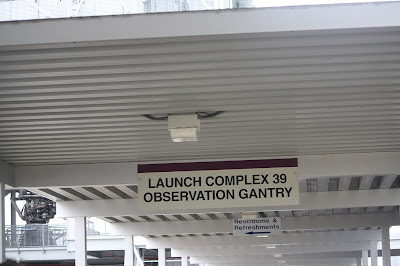 LAUNCH COMPLEX 39
OBSERVATION GANTRY
Restrooms &
Refreshments